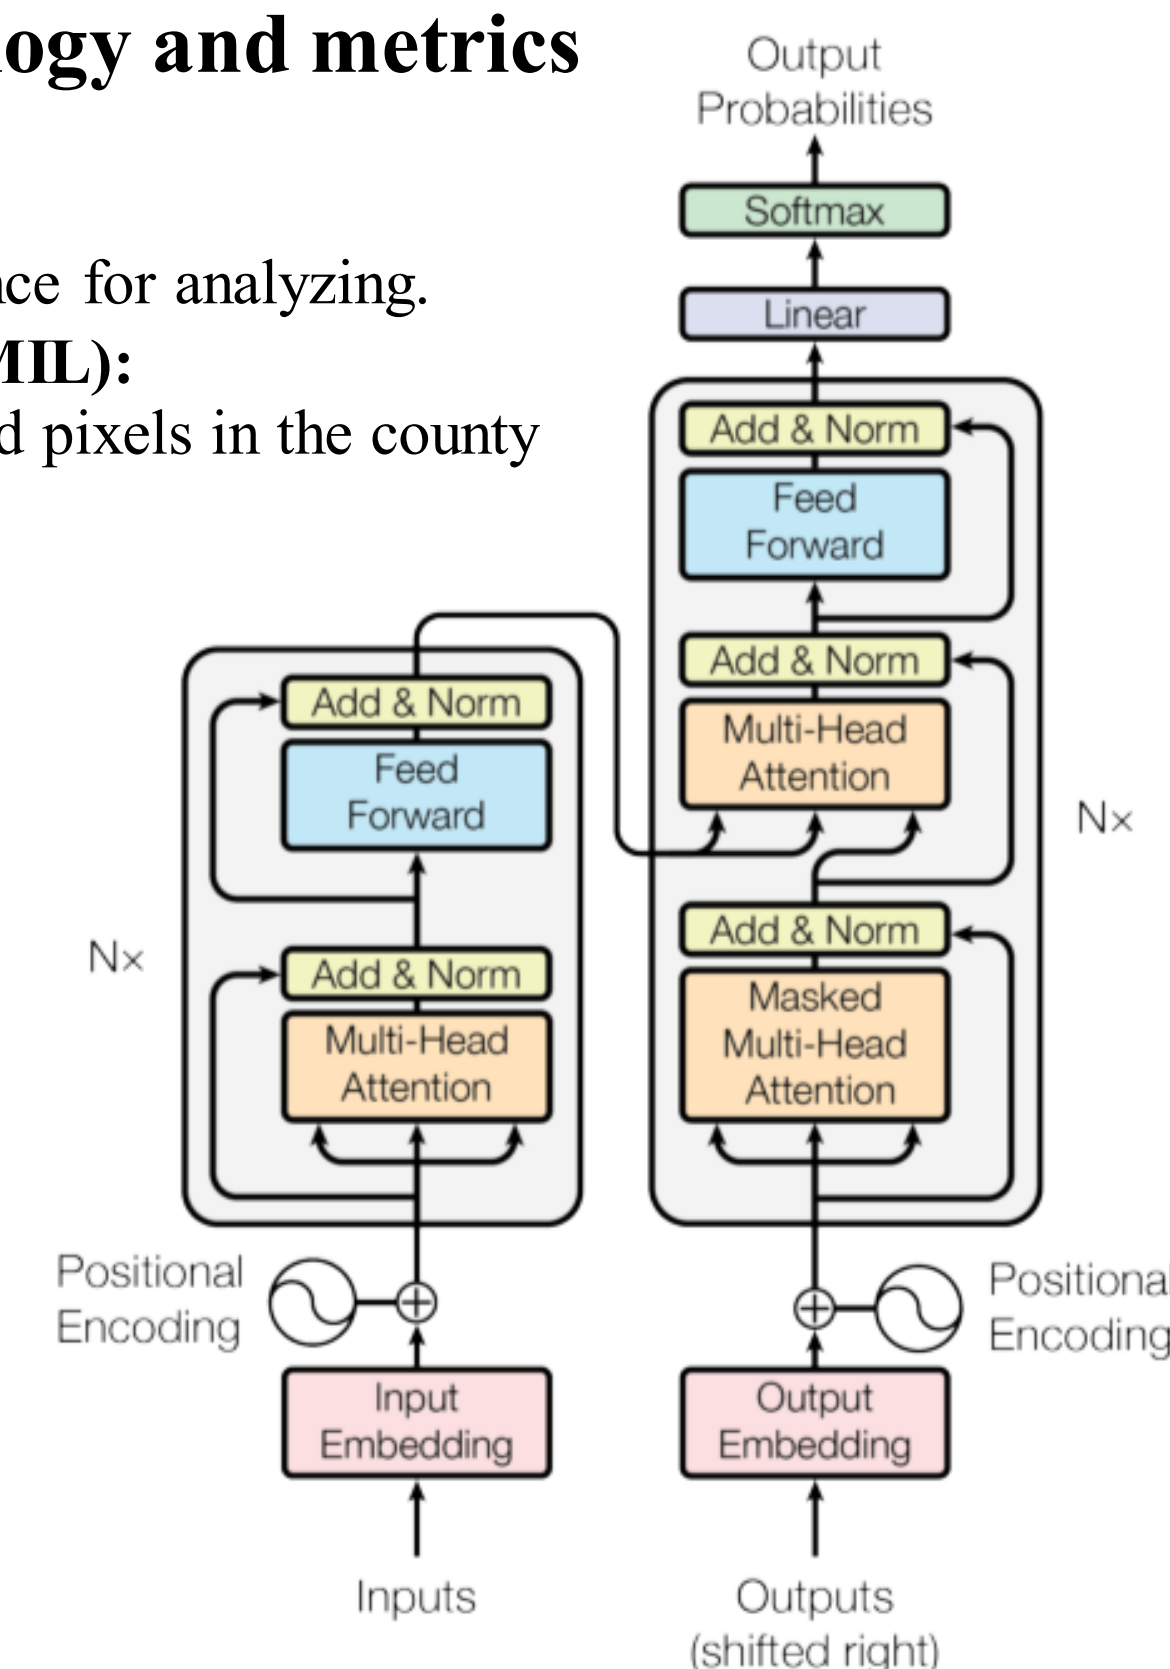 ogy and metrics
for analyzing.
MIL):
pixels in the county
Output
Probabilities
Softmax
Linear
Add & Norm
Feed
Forward
Add & Norm
Multi-Head
Attention
Nx
Add & Norm
Masked
Multi-Head
Attention
Add & Norm
Feed
Forward
Nx
Add & Norm
Multi-Head
Attention
Positional
Encoding
Positional
Encoding
Input
Embedding
Output
Embedding
Inputs
Outputs
(shifted right)